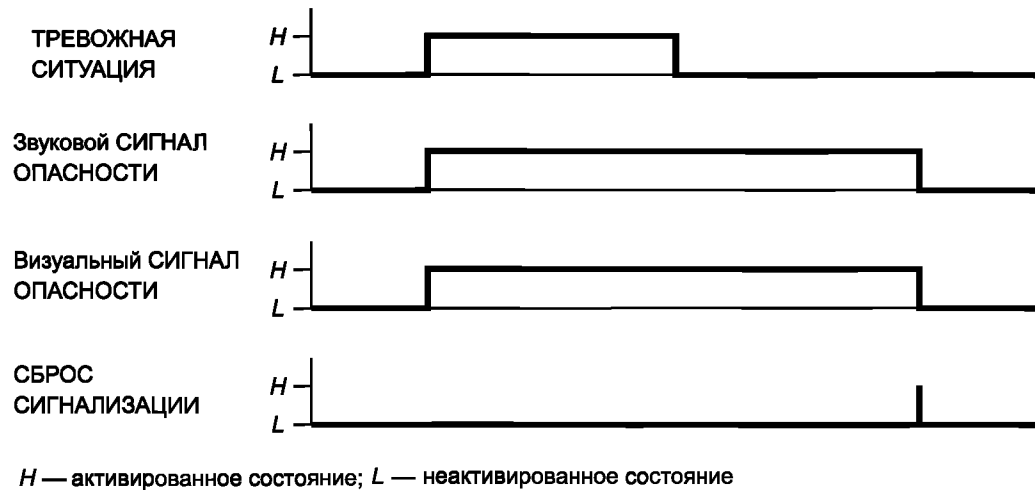 ТРЕВОЖНАЯ
СИТУАЦИЯ
H
L
Звуковой СИГНАЛ
ОПАСНОСТИ
H
L
Визуальный СИГНАЛ
ОПАСНОСТИ
H
L
СБРОС
СИГНАЛИЗАЦИИ
H
L
H — активированное состояние; L — неактивированное состояние